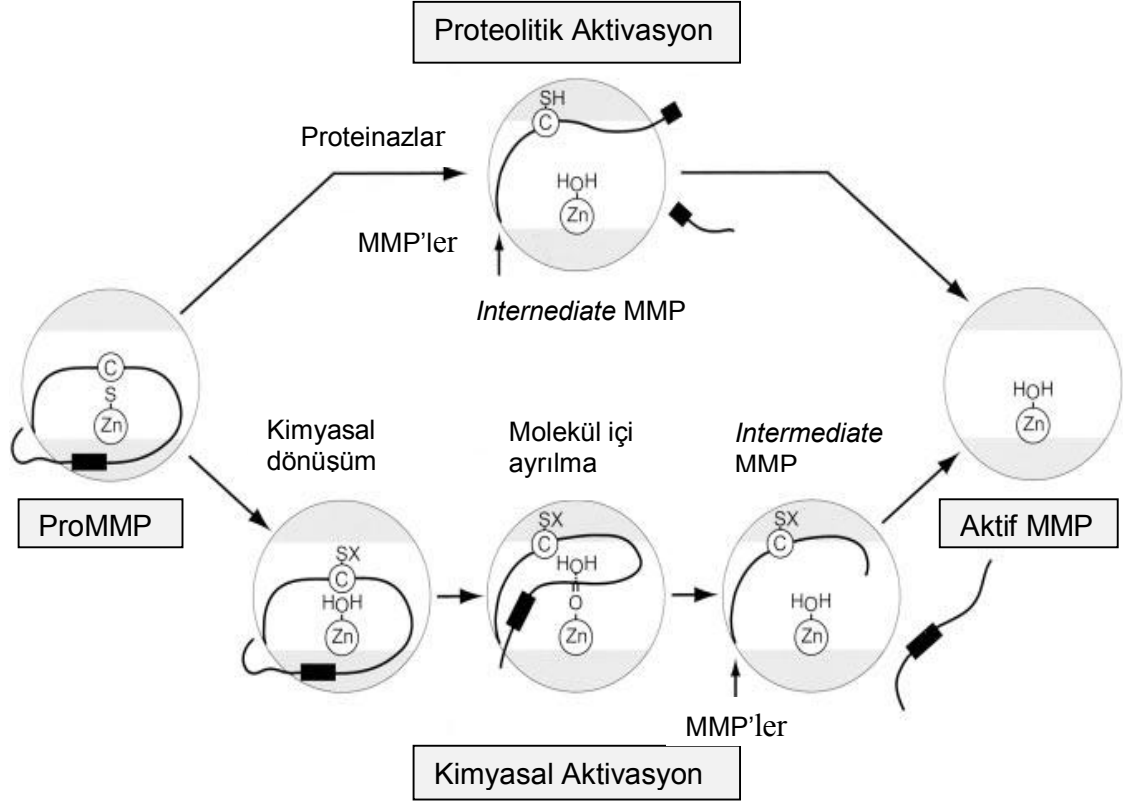 Proteolitik Aktivasyon
SH
C
Proteinazlar
HOH
Zn
MMP'ler
Internediate MMP
C
S
Zn
ProMMP
HOH
Zn
Aktif MMP
Kimyasal
dönüşüm
Molekül içi
ayrılma
Intermediate
MMP
SX
C
HOH
Zn
SX
C
HOH
O
Zn
SX
C
HOH
Zn
MMP'ler
Kimyasal Aktivasyon